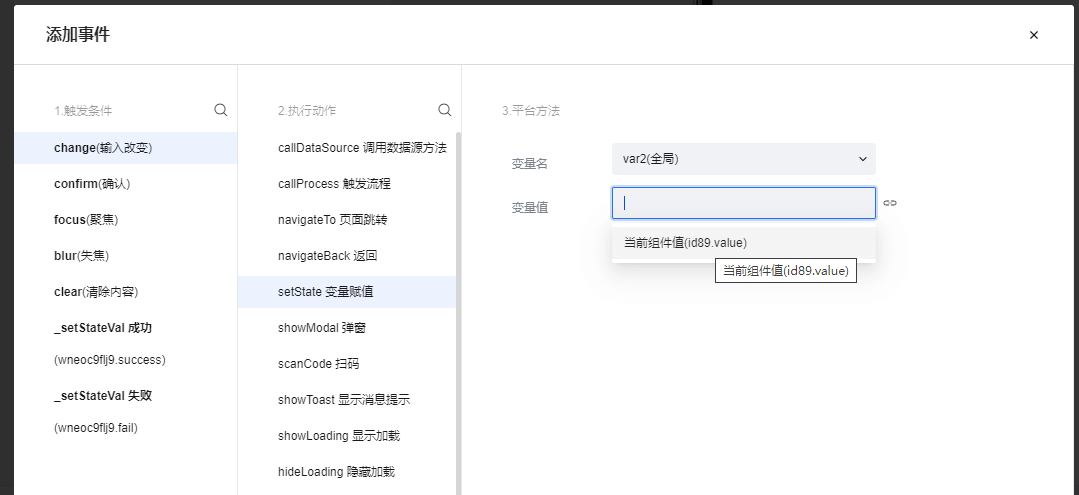 添加事件
1.触发条件
change(输入改变)
confirm(确认)
focus(聚焦)
blur(失焦)
clear(清除内容)
_setStateVal 成功
(wneoc9flj9.success)
_setStateVal 失败
(wneoc9flj9.fail)
2.执行动作
callDataSource 调用数据源方法
callProcess 触发流程
navigateTo 页面跳转
navigateBack 返回
setState 变量赋值
showModal 弹窗
scanCode 扫码
showToast 显示消息提示
showLoading 显示加载
hideLoading 隐藏加载
3.平台方法
变量名
var2(全局)
变量值
当前组件值(id89.value)
当前组件值(id89.value)